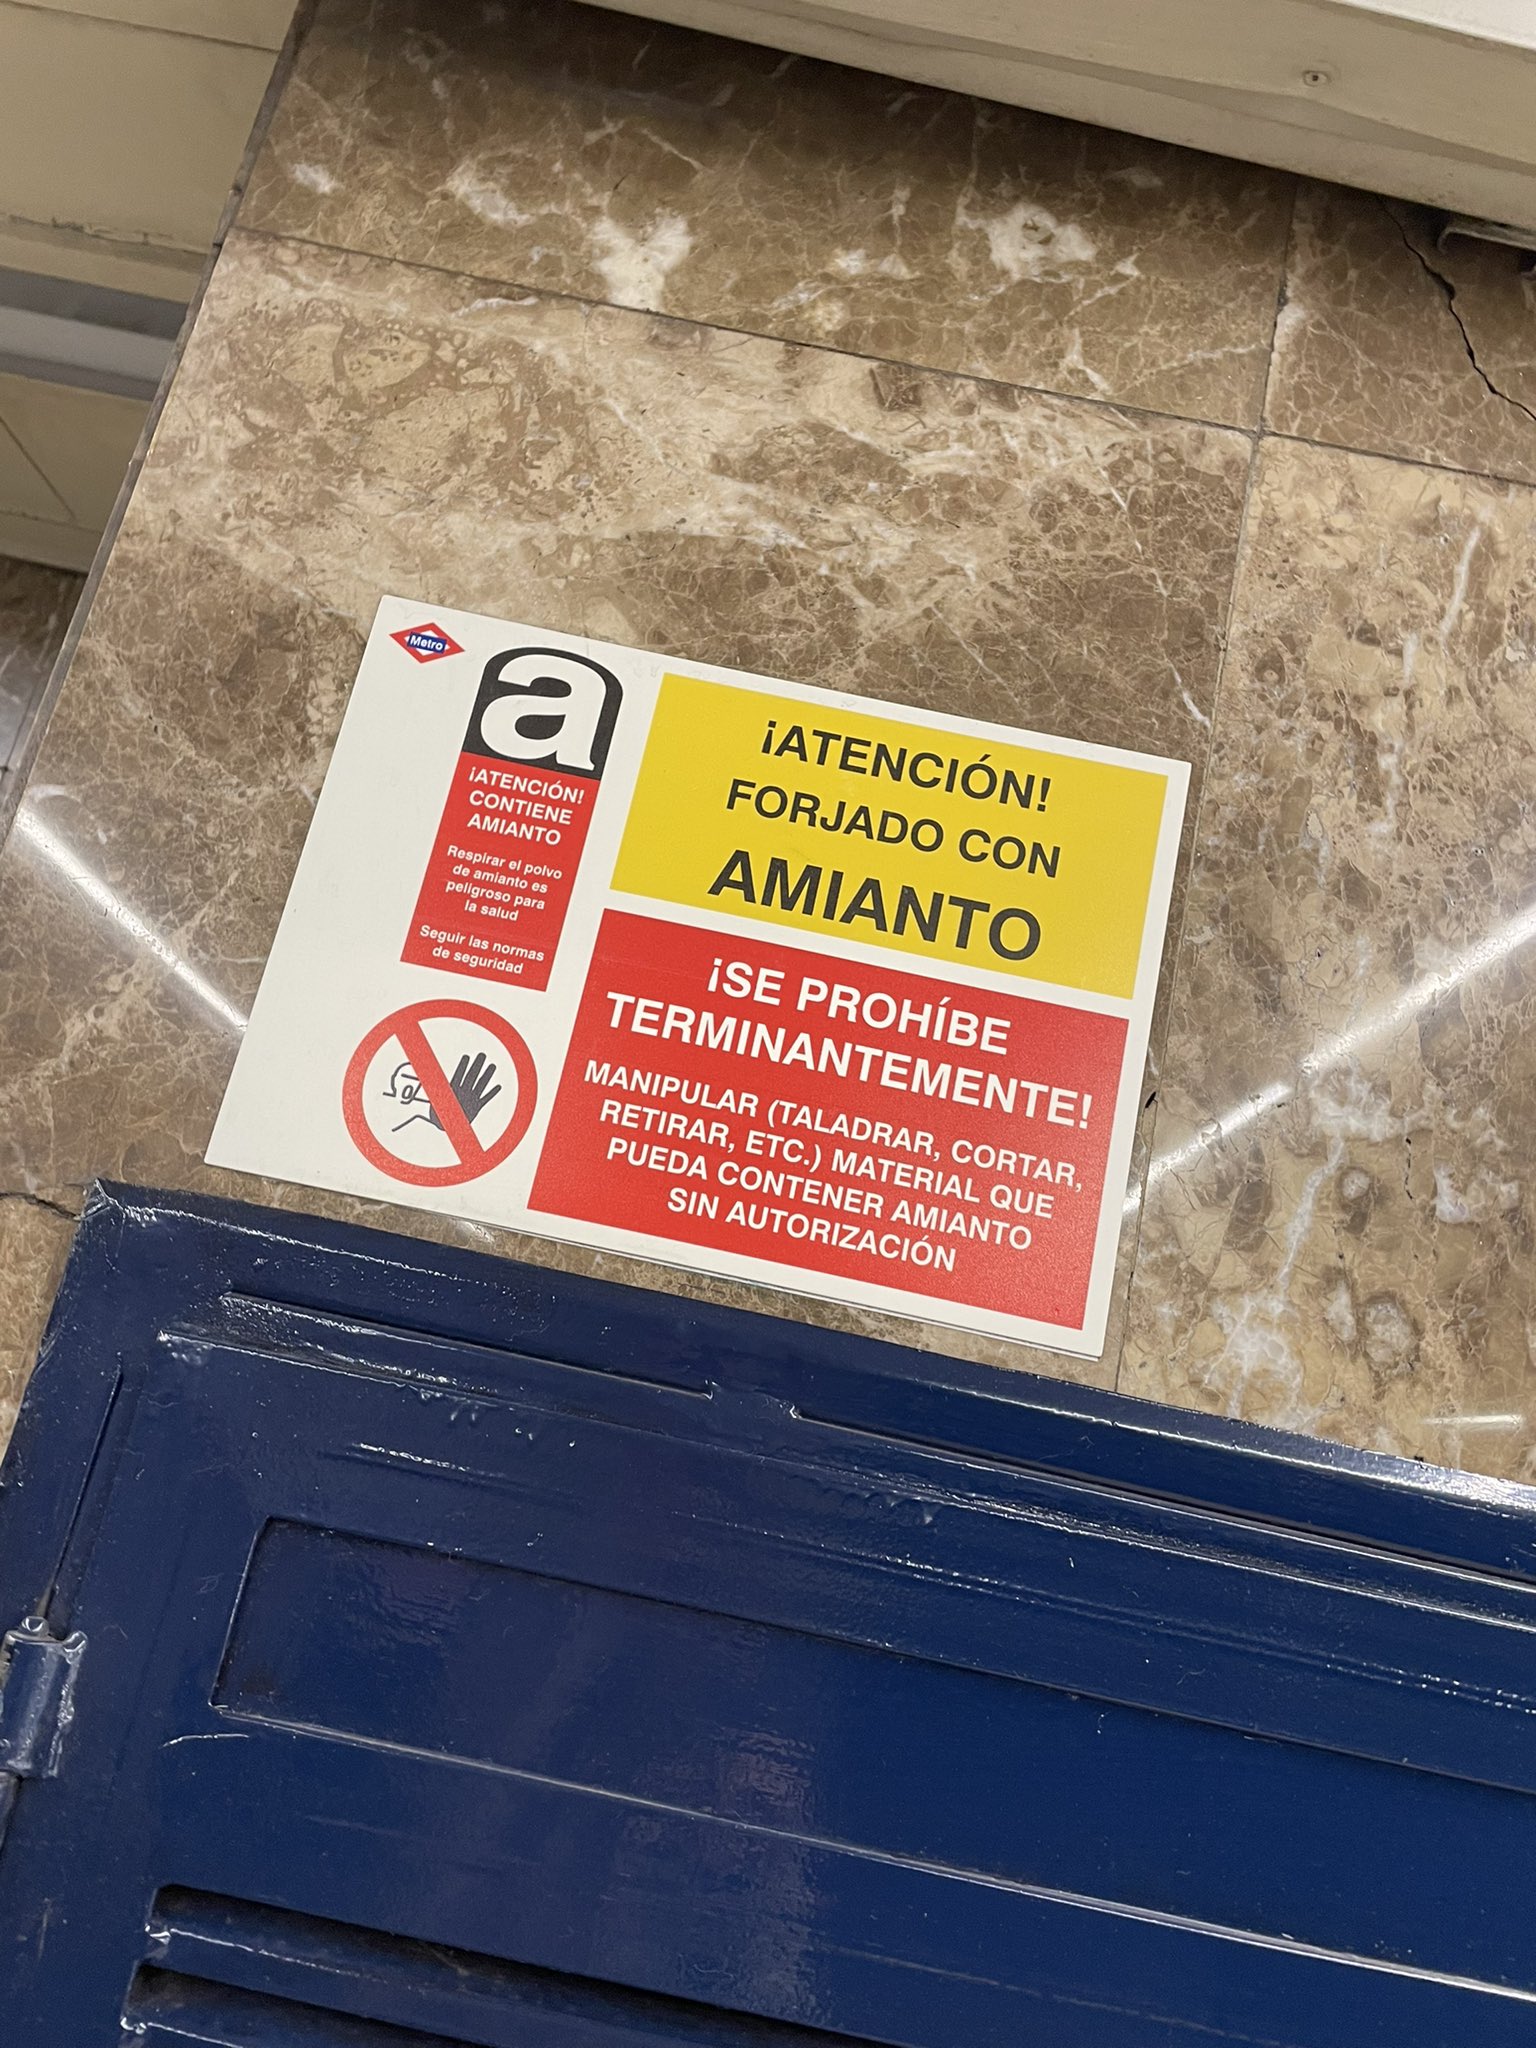 Metro
a
¡ATENCIÓN!
CONTIENE
AMIANTO
Respirar el polvo
de amianto es
peligroso para
la salud
Seguir las normas
de seguridad
¡ATENCIÓN!
FORJADO CON
AMIANTO
¡SE PROHÍBE
TERMINANTEMENTE!
MANIPULAR (TALADRAR, CORTAR,
RETIRAR, ETC.) MATERIAL QUE
PUEDA CONTENER AMIANTO
SIN AUTORIZACIÓN